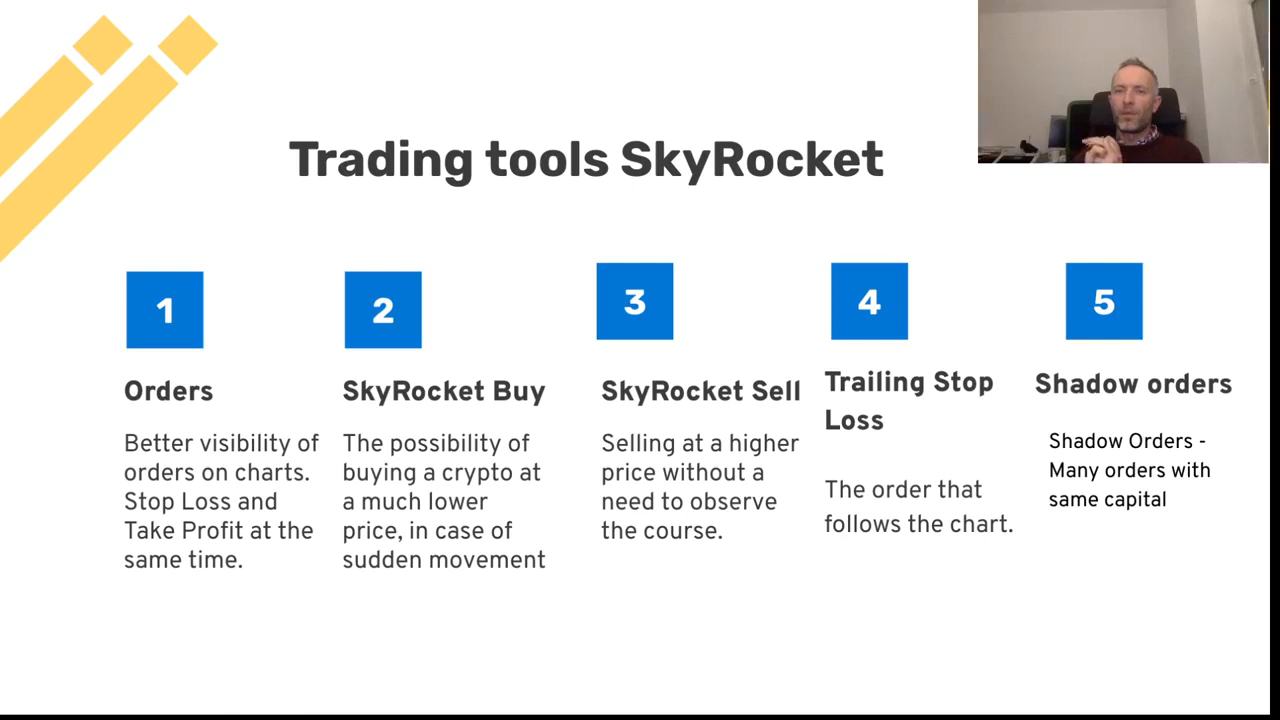 Trading tools SkyRocket
1
Orders
Better visibility of
orders on charts.
Stop Loss and
Take Profit at the
same time.
2
SkyRocket Buy
The possibility of
buying a crypto at
a much lower
price, in case of
sudden movement
3
SkyRocket Sell
Selling at a higher
price without a
need to observe
the course.
4
Trailing Stop
Loss
The order that
follows the chart.
5
Shadow orders
Shadow Orders -
Many orders with
same capital